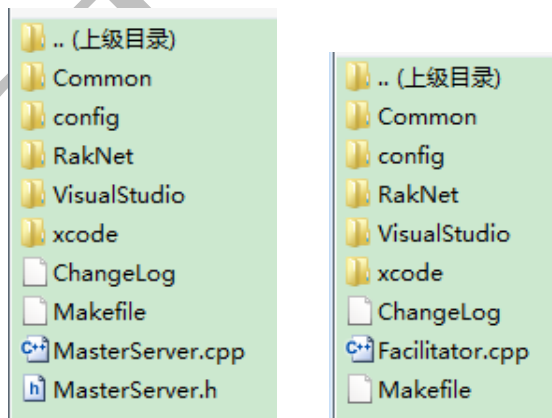 .. (上级目录)
Common
config
RakNet
VisualStudio
xcode
ChangeLog
Makefile
MasterServer.cpp
MasterServer.h
.. (上级目录)
Common
config
RakNet
VisualStudio
xcode
ChangeLog
Facilitator.cpp
Makefile